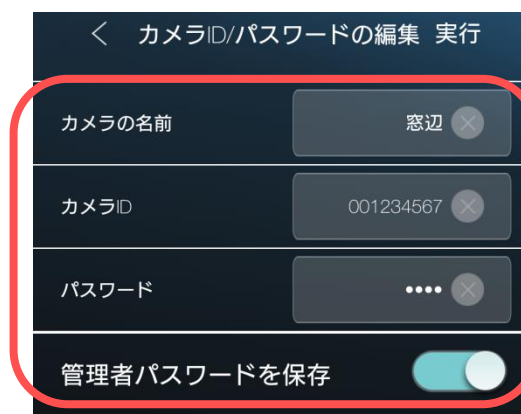 カメラID/パスワードの編集 実行
カメラの名前 窓辺
カメラID 001234567
パスワード ••••
管理者パスワードを保存